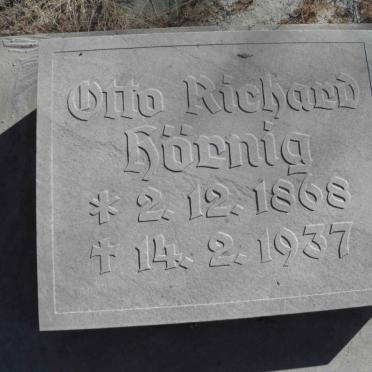 Otto Richard
Hörnig
* 2. 12. 1868
† 14. 2. 1937